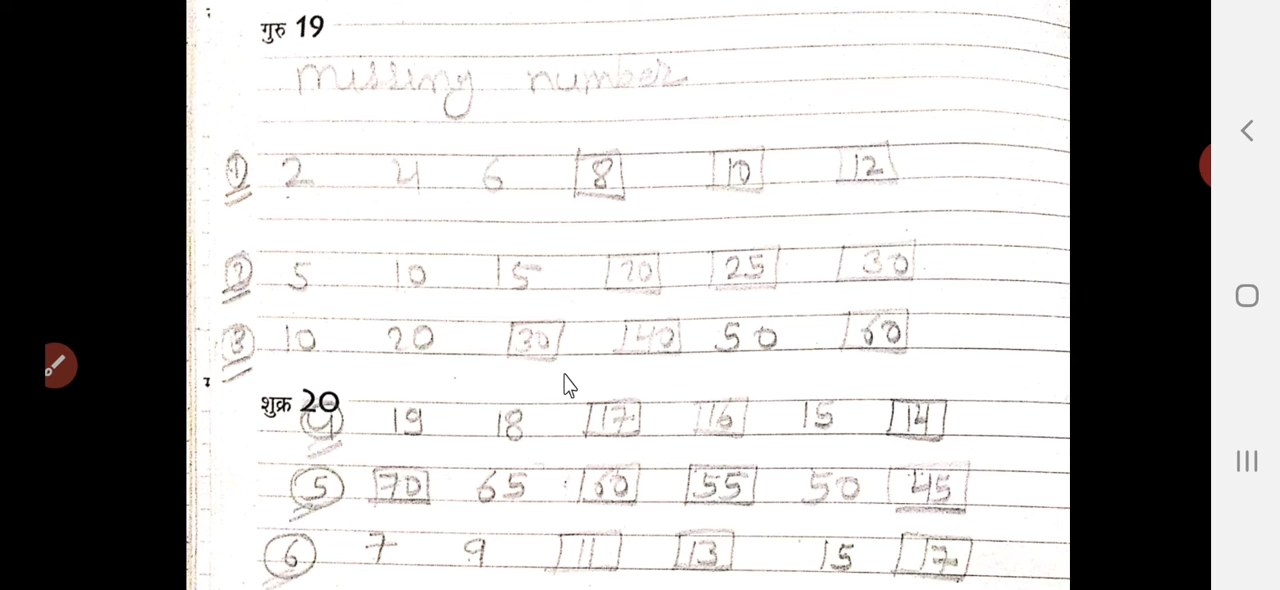 गुरु 19
missing number
① 2 4 6 8 10 12
② 5 10 15 20 25 30
③ 10 20 30 40 50 60
शुक्र 20
④ 19 18 17 16 15 14
⑤ 70 65 60 55 50 45
⑥ 7 9 11 13 15 17